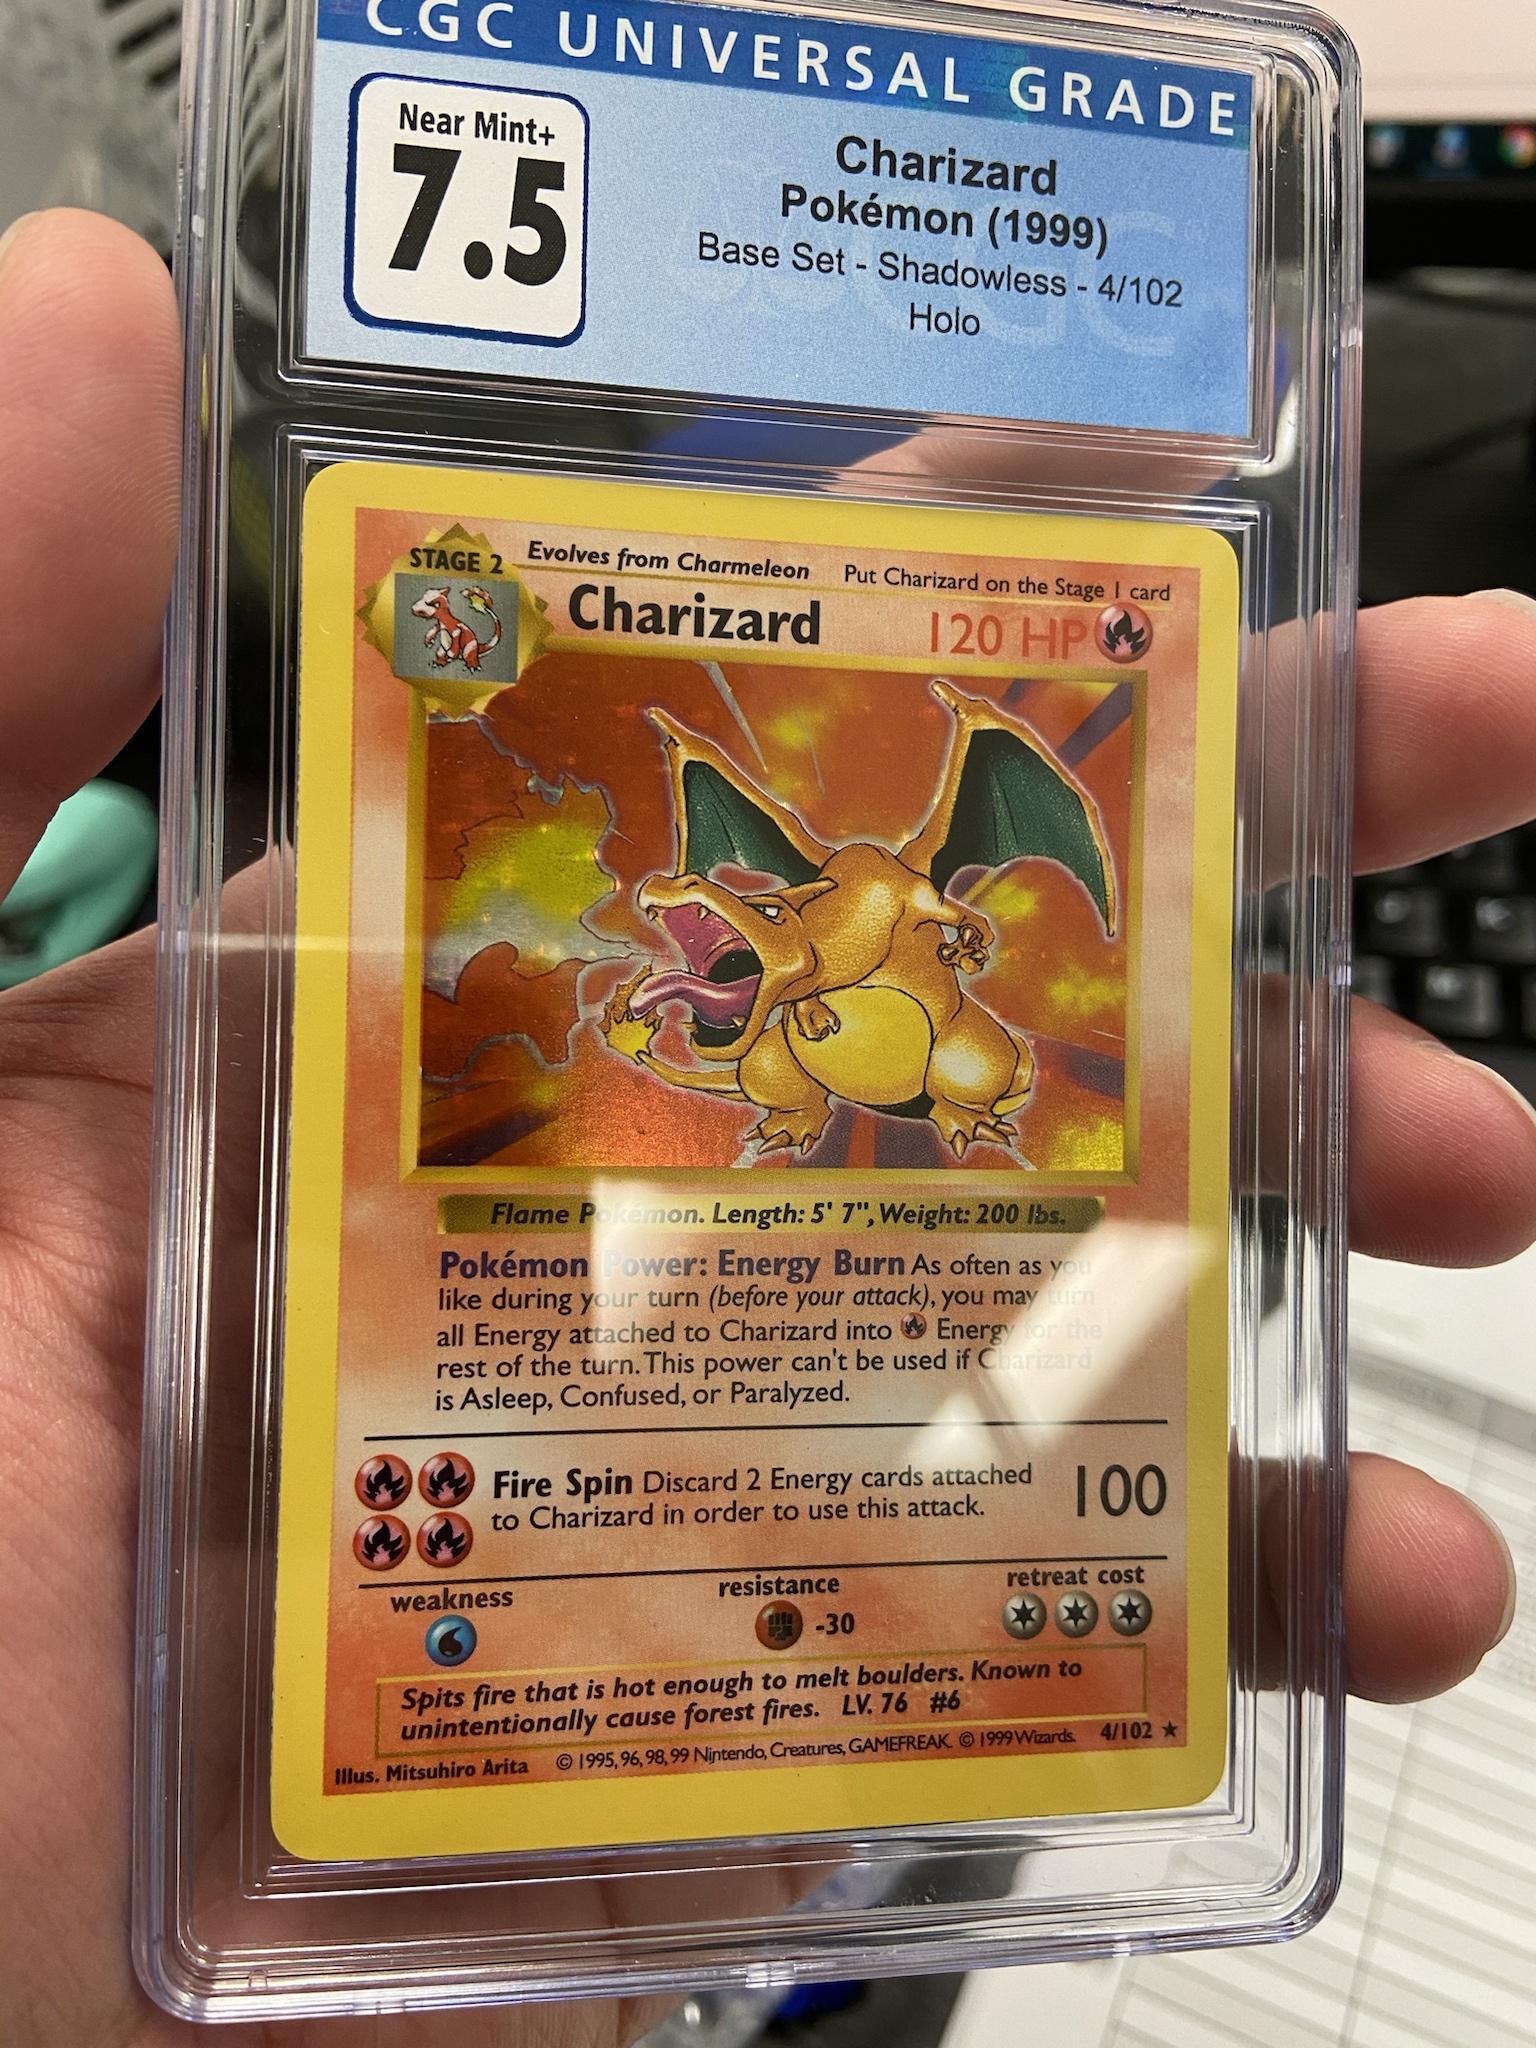 CGC UNIVERSAL GRADE
Near Mint+
7.5
Charizard
Pokémon (1999)
Base Set - Shadowless - 4/102
Holo
STAGE 2 Evolves from Charmeleon Put Charizard on the Stage 1 card
Charizard 120 HP
Flame Pokémon. Length: 5' 7", Weight: 200 lbs.
Pokémon Power: Energy Burn As often as you
like during your turn (before your attack), you may turn
all Energy attached to Charizard into Energy for the
rest of the turn. This power can't be used if Charizard
is Asleep, Confused, or Paralyzed.
Fire Spin Discard 2 Energy cards attached
to Charizard in order to use this attack.
100
weakness resistance retreat cost
-30
Spits fire that is hot enough to melt boulders. Known to
unintentionally cause forest fires. LV. 76 #6
Illus. Mitsuhiro Arita © 1995, 96, 98, 99 Nintendo, Creatures, GAMEFREAK. © 1999 Wizards. 4/102 ★